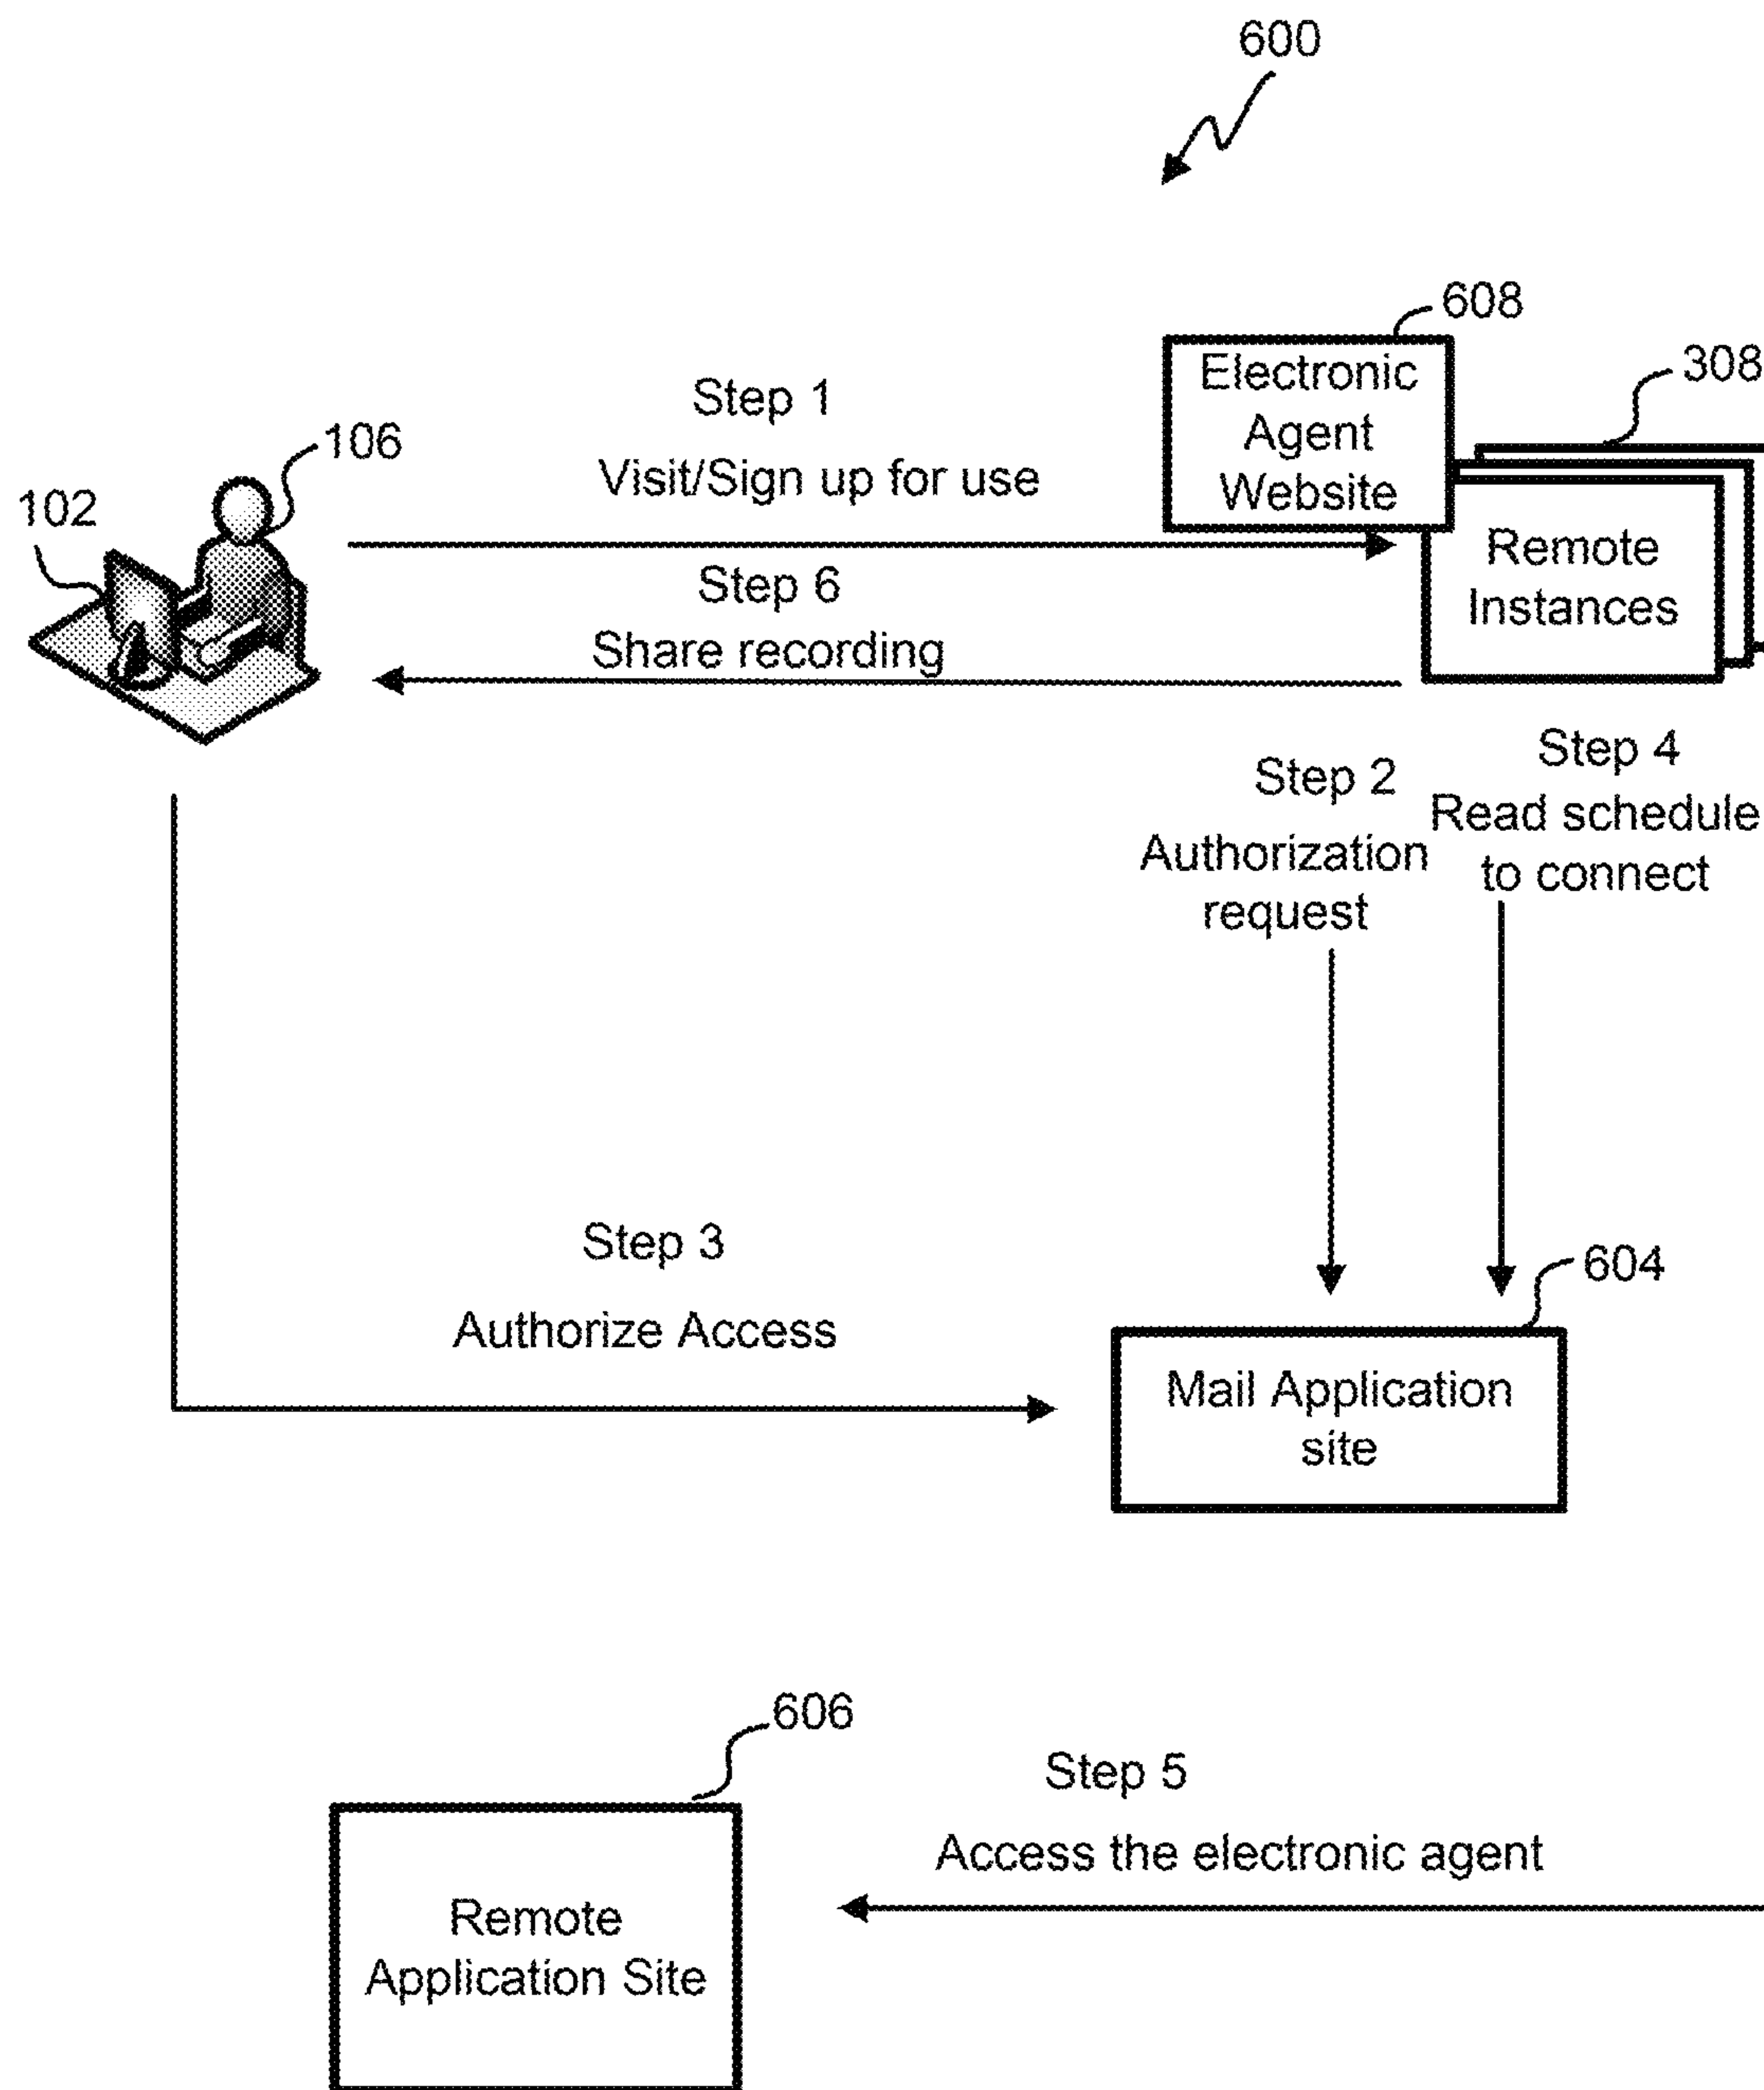 600
608
Electronic
Agent
Website
308
Remote
Instances
Step 1
Visit/Sign up for use
106
102
Step 6
Share recording
Step 2
Authorization
request
Step 4
Read schedule
to connect
Step 3
Authorize Access
604
Mail Application
site
606
Remote
Application Site
Step 5
Access the electronic agent